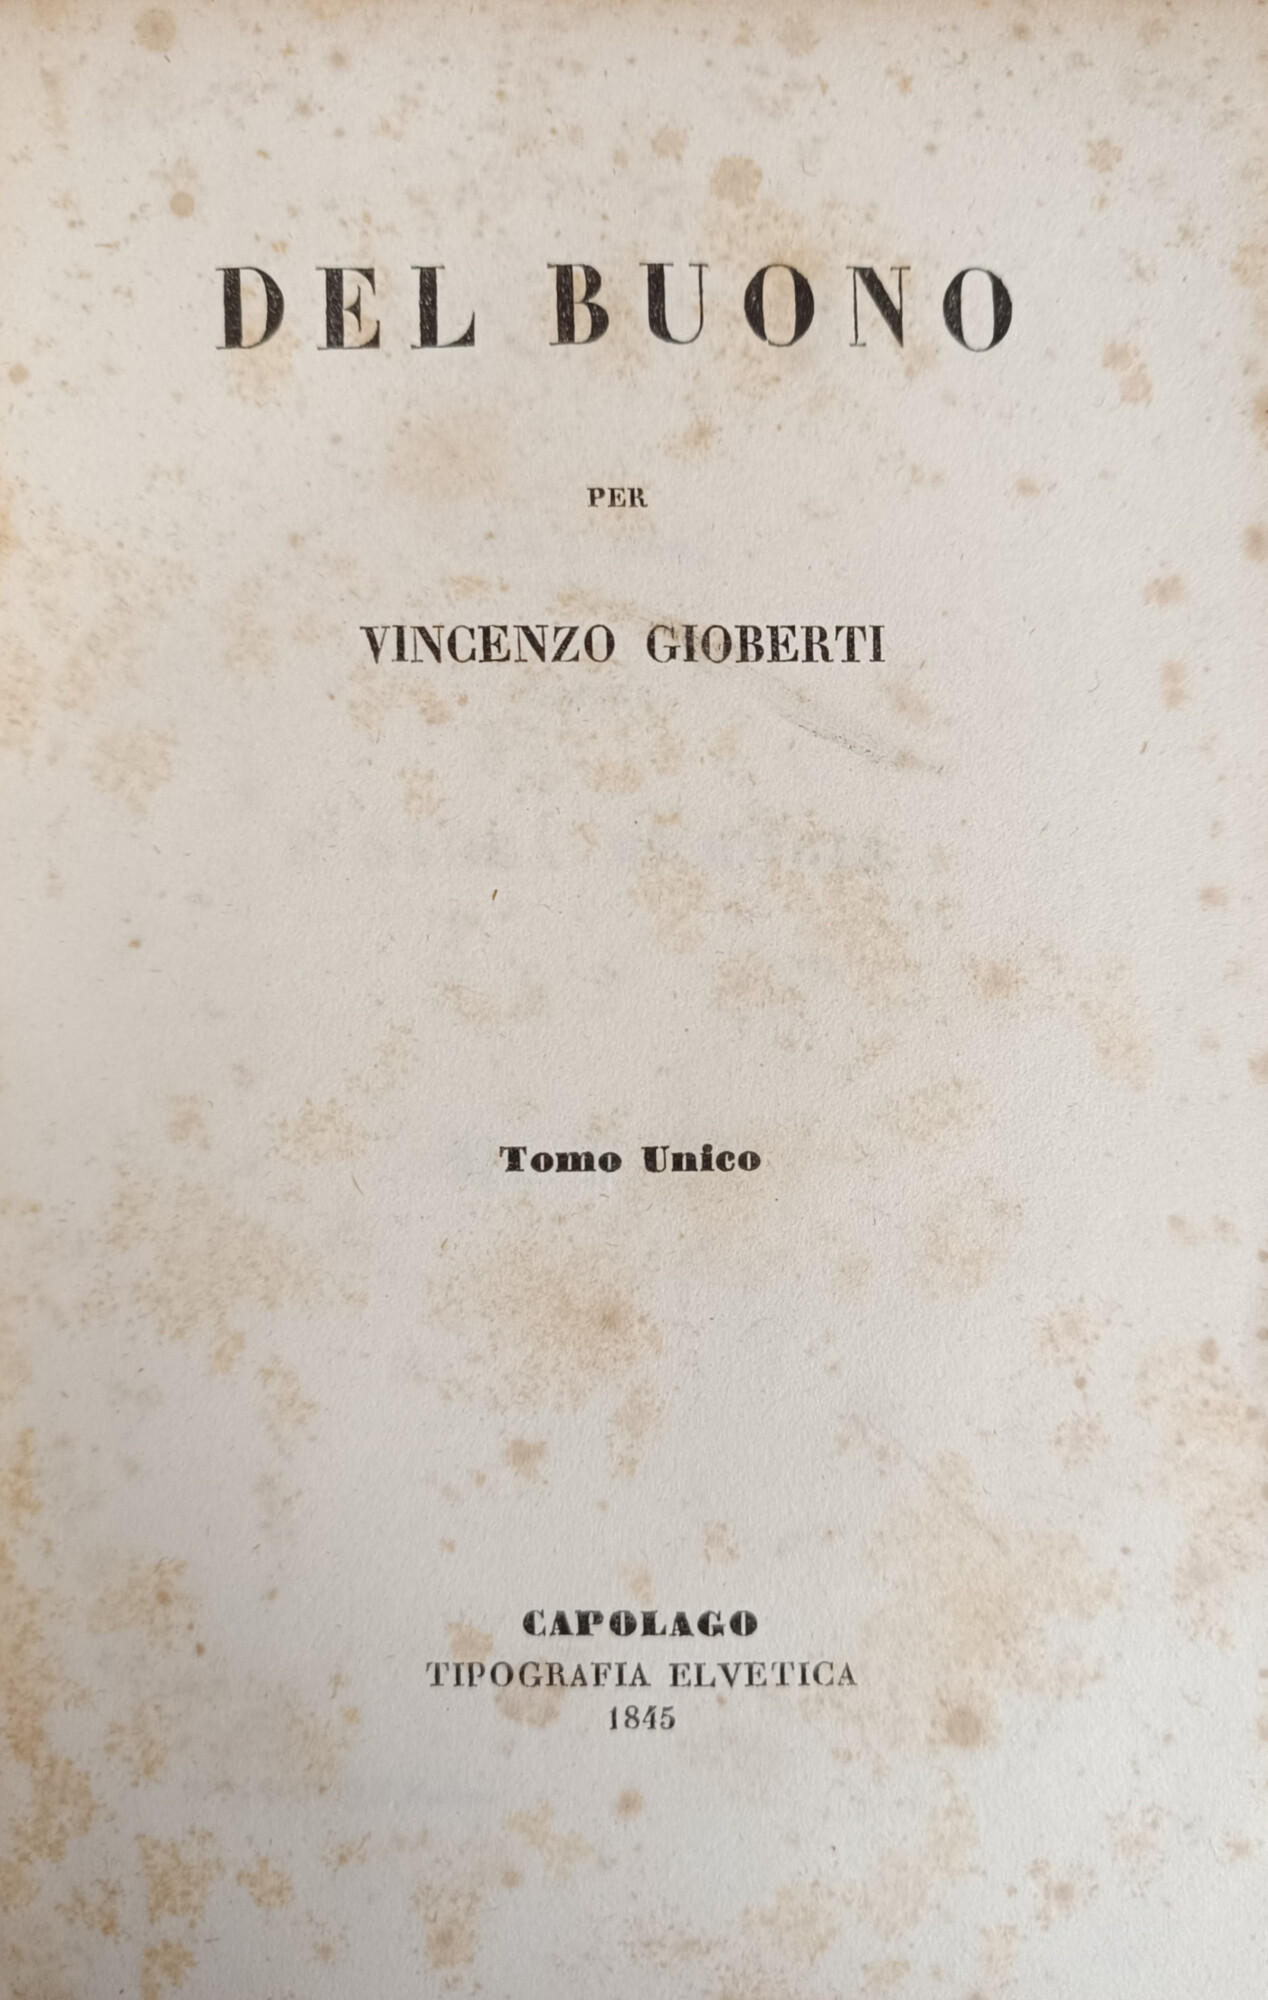 DEL BUONO
PER
VINCENZO GIOBERTI
Tomo Unico
CAPOLAGO
TIPOGRAFIA ELVETICA
1845